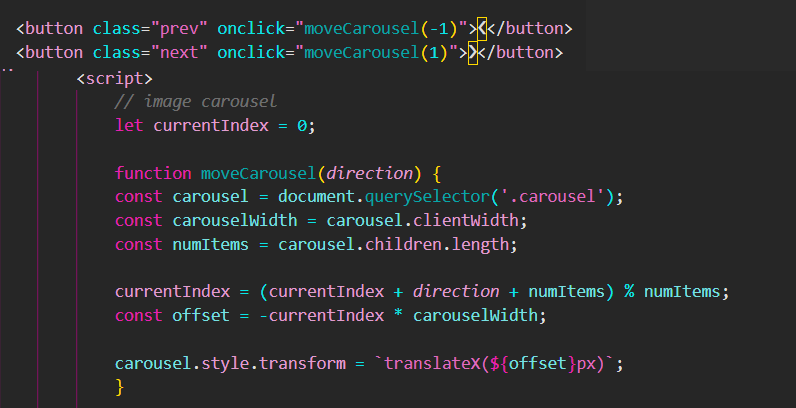 <button class="prev" onclick="moveCarousel(-1)">❮</button>
<button class="next" onclick="moveCarousel(1)">❯</button>
<script>
// image carousel
let currentIndex = 0;
function moveCarousel(direction) {
const carousel = document.querySelector('.carousel');
const carouselWidth = carousel.clientWidth;
const numItems = carousel.children.length;
currentIndex = (currentIndex + direction + numItems) % numItems;
const offset = -currentIndex * carouselWidth;
carousel.style.transform = `translateX(${offset}px)`;
}